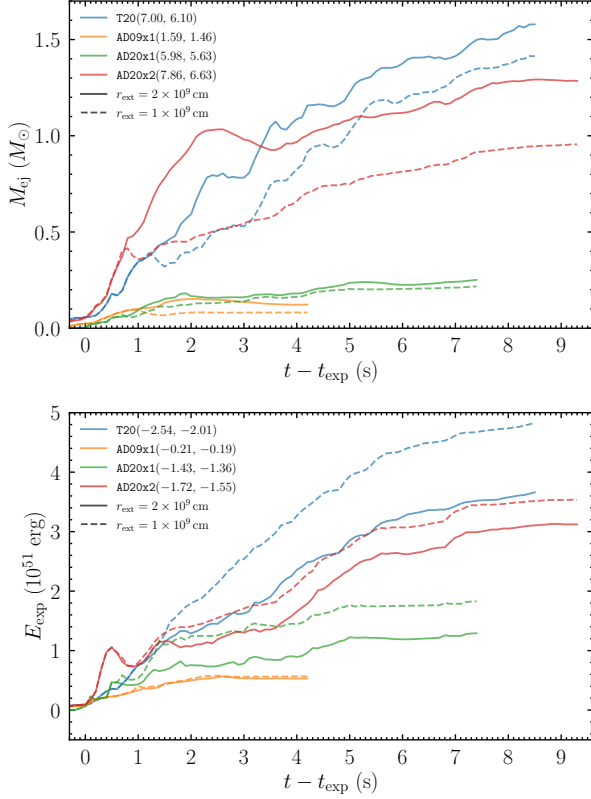 1.5
1.0
0.5
0.0
M_ej (M_⊙)
T20(7.00, 6.10)
AD09x1(1.59, 1.46)
AD20x1(5.98, 5.63)
AD20x2(7.86, 6.63)
r_ext = 2 × 10^9 cm
r_ext = 1 × 10^9 cm
0 1 2 3 4 5 6 7 8 9
t − t_exp (s)
5
4
3
2
1
0
E_exp (10^51 erg)
T20(−2.54, −2.01)
AD09x1(−0.21, −0.19)
AD20x1(−1.43, −1.36)
AD20x2(−1.72, −1.55)
r_ext = 2 × 10^9 cm
r_ext = 1 × 10^9 cm
0 1 2 3 4 5 6 7 8 9
t − t_exp (s)